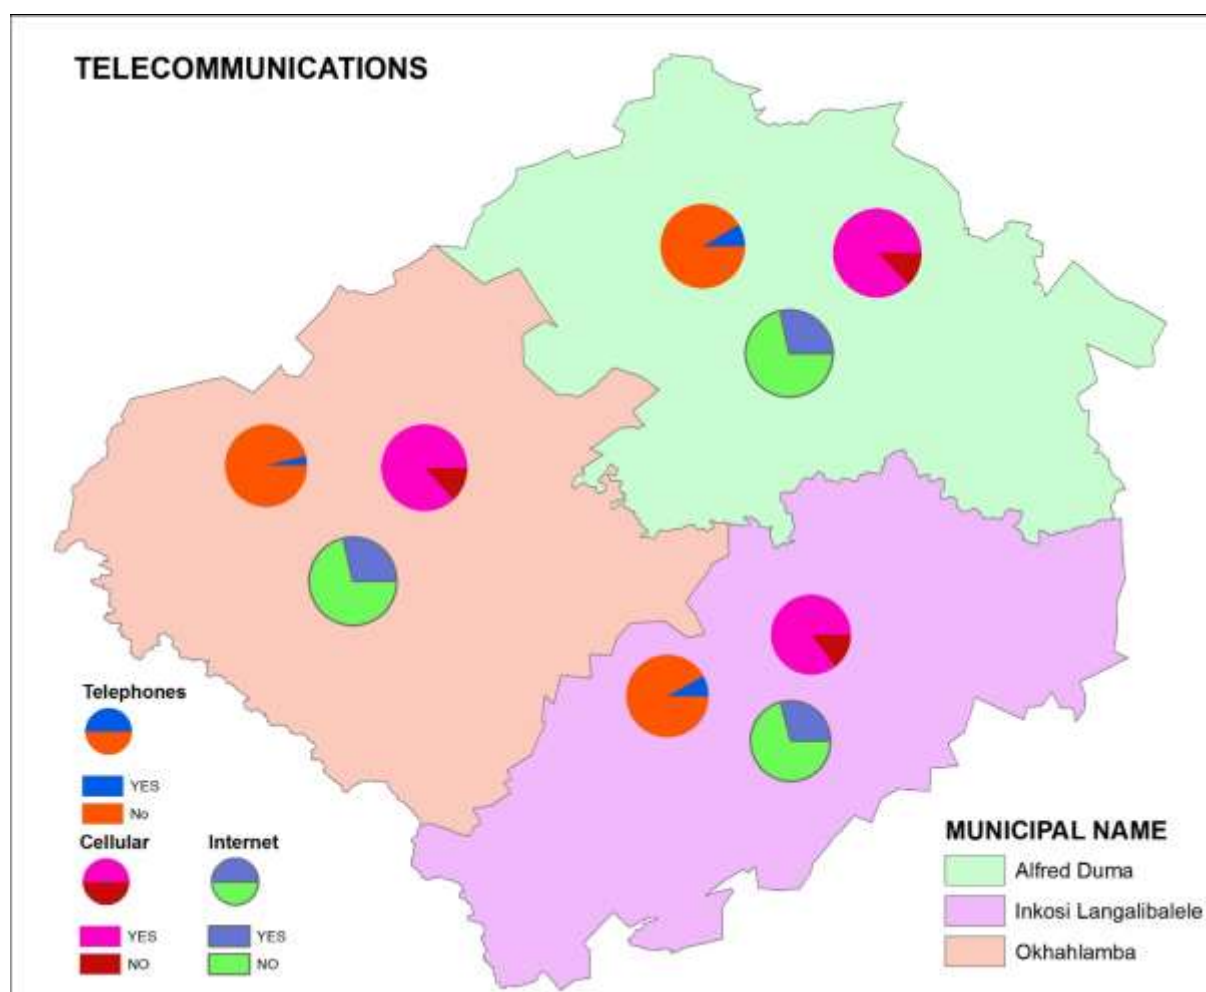 TELECOMMUNICATIONS
Telephones
YES
No
Cellular
YES
NO
Internet
YES
NO
MUNICIPAL NAME
Alfred Duma
Inkosi Langalibalele
Okhahlamba